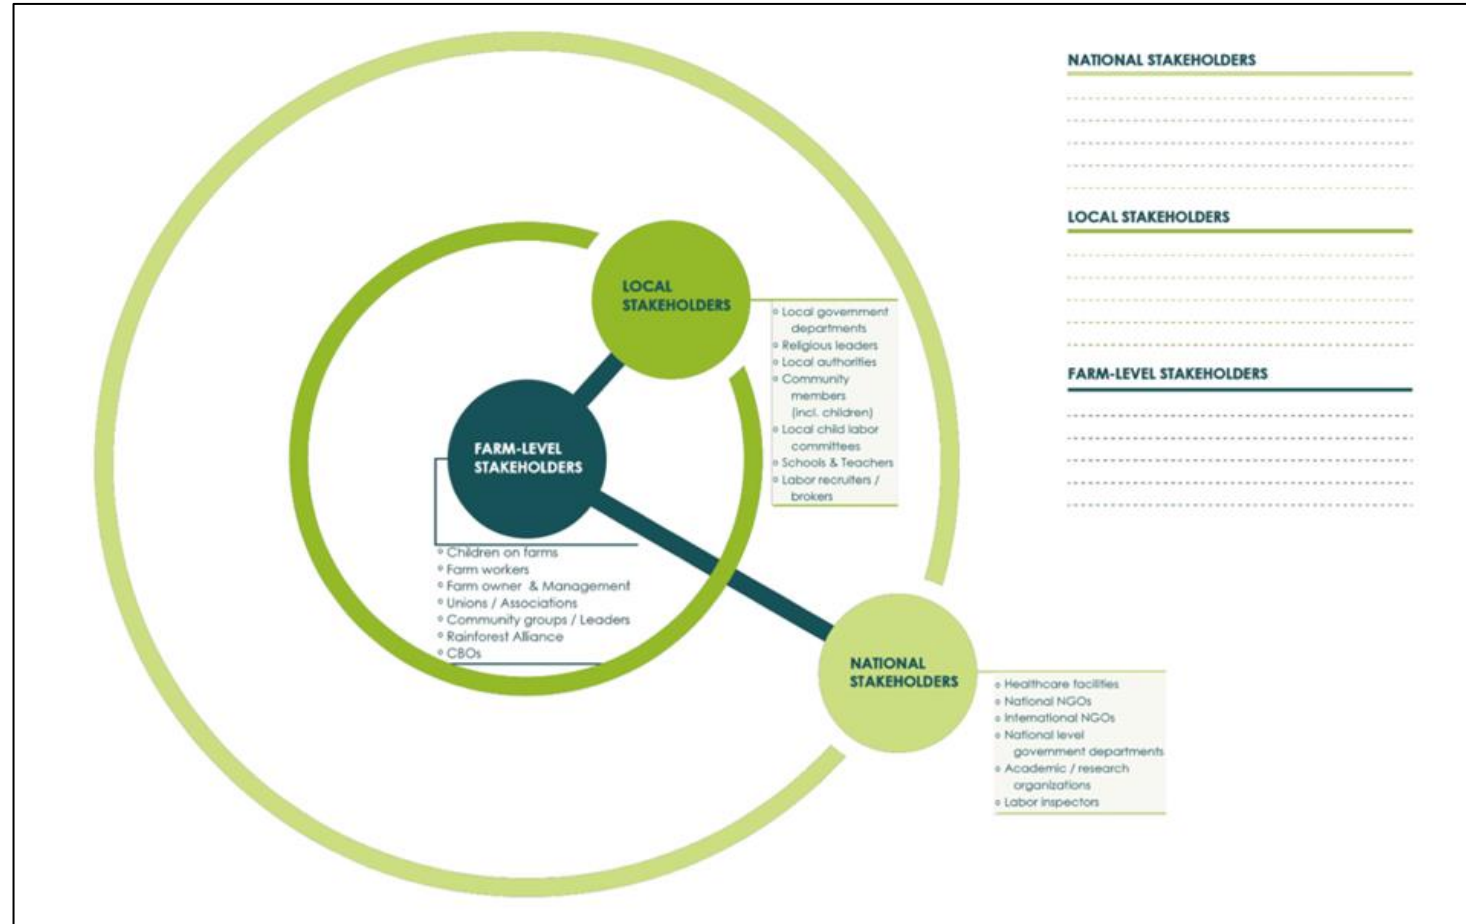 NATIONAL STAKEHOLDERS
LOCAL STAKEHOLDERS
FARM-LEVEL STAKEHOLDERS
LOCAL
STAKEHOLDERS
Local government
departments
Religious leaders
Local authorities
Community
members
(incl. children)
Local child labor
committees
Schools & Teachers
Labor recruiters /
brokers
FARM-LEVEL
STAKEHOLDERS
Children on farms
Farm workers
Farm owner & Management
Unions / Associations
Community groups / Leaders
Rainforest Alliance
CBOs
NATIONAL
STAKEHOLDERS
Healthcare facilities
National NGOs
International NGOs
National level
government departments
Academic / research
organizations
Labor inspectors